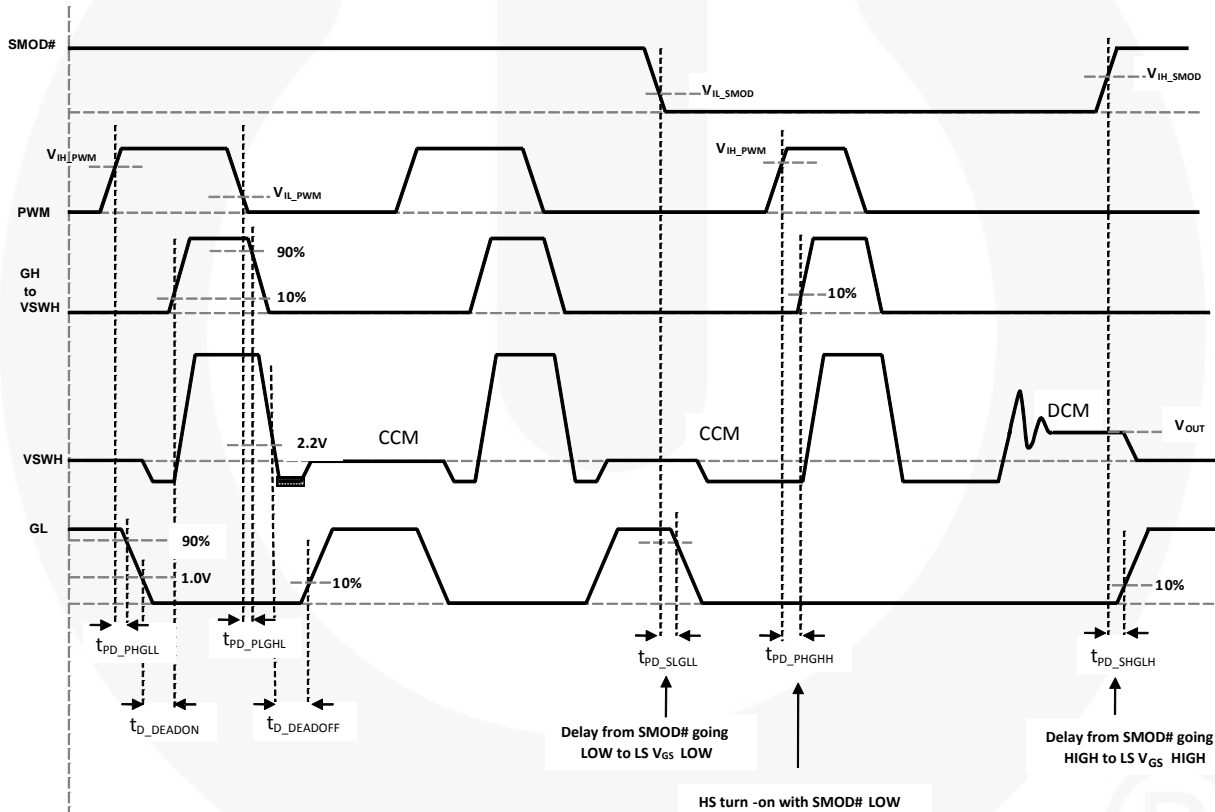 SMOD#
V_IL_SMOD
V_IH_SMOD
V_IH_PWM
V_IL_PWM
V_IH_PWM
PWM
GH
to
VSWH
90%
10%
10%
2.2V
CCM
CCM
DCM
V_OUT
VSWH
GL
90%
1.0V
10%
10%
t_PD_PHGLL
t_PD_PLGHL
t_PD_SLGLL
t_PD_PHGHH
t_PD_SHGLH
t_D_DEADON
t_D_DEADOFF
Delay from SMOD# going
LOW to LS V_GS LOW
Delay from SMOD# going
HIGH to LS V_GS HIGH
HS turn -on with SMOD# LOW